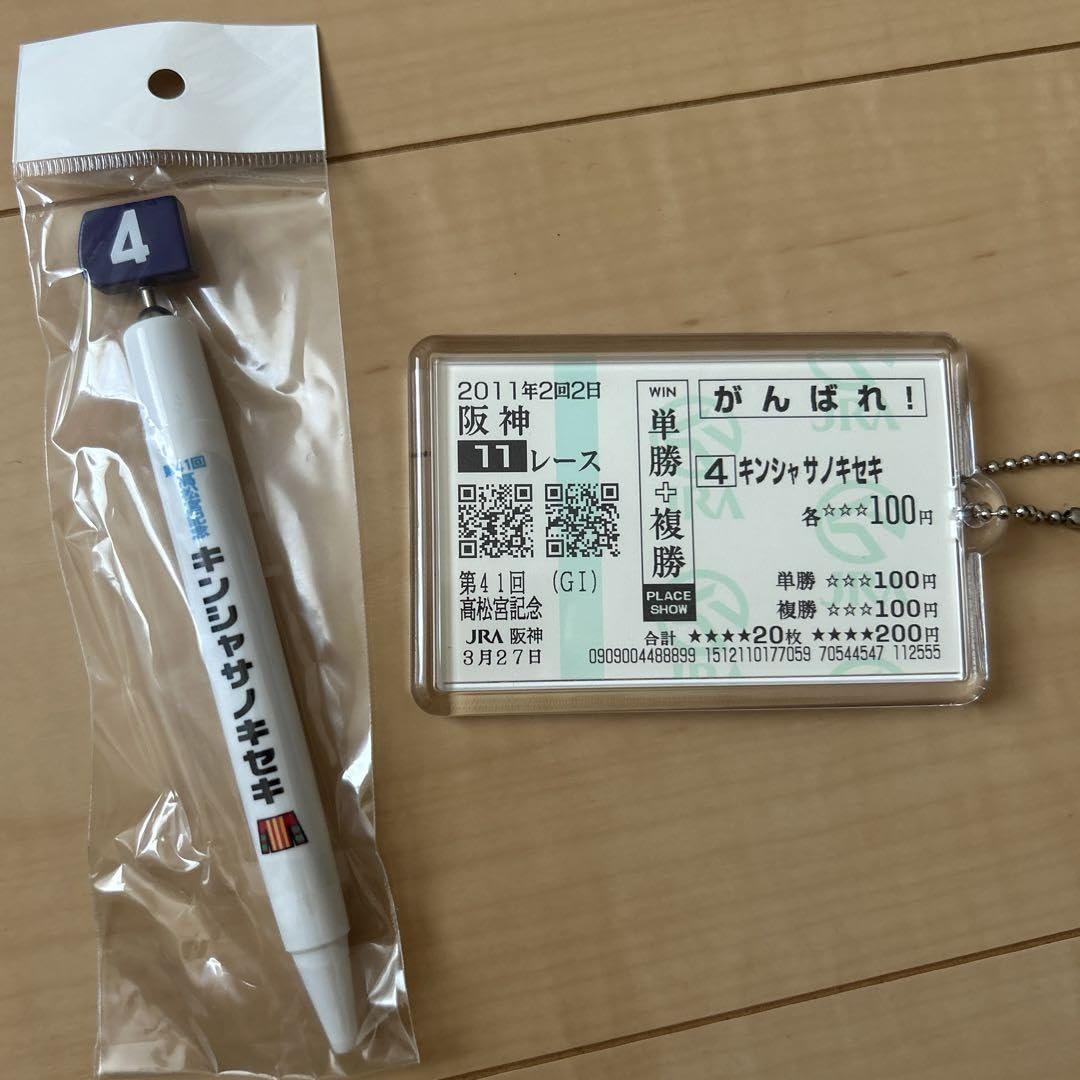 4
第41回
高松宮記念
キンシャサノキセキ
2011年2回2日
阪神
11レース
第41回 (GI)
高松宮記念
JRA 阪神
3月27日
WIN
単勝+複勝
PLACE
SHOW
がんばれ!
4 キンシャサノキセキ
各☆☆☆100円
単勝 ☆☆☆100円
複勝 ☆☆☆100円
合計 ★★★★20枚 ★★★★200円
0909004488899 1512110177059 70544547 112555